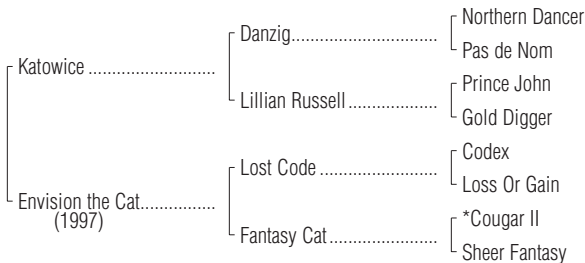 Northern Dancer
Danzig
Pas de Nom
Katowice
Prince John
Lillian Russell
Gold Digger
Codex
Lost Code
Loss Or Gain
Envision the Cat
(1997)
*Cougar II
Fantasy Cat
Sheer Fantasy